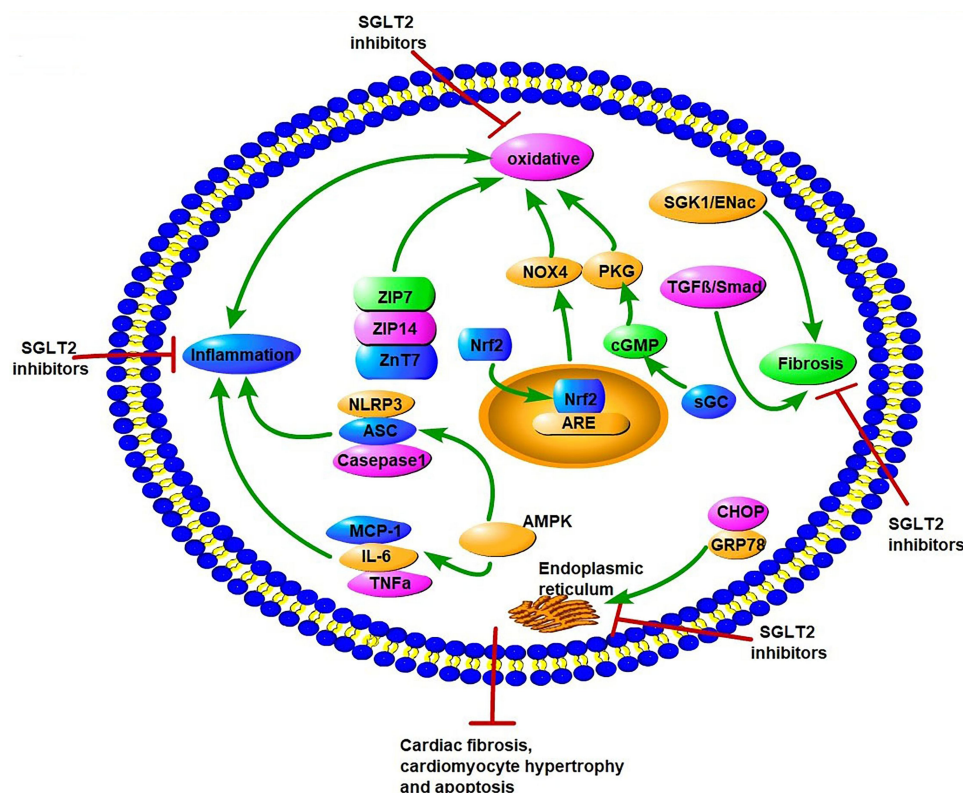 SGLT2
inhibitors
oxidative
SGK1/ENac
NOX4
PKG
TGFß/Smad
ZIP7
ZIP14
ZnT7
Nrf2
cGMP
SGLT2
inhibitors
Inflammation
Fibrosis
Nrf2
ARE
sGC
NLRP3
ASC
Casepase1
SGLT2
inhibitors
CHOP
GRP78
AMPK
MCP-1
IL-6
TNFa
Endoplasmic
reticulum
SGLT2
inhibitors
Cardiac fibrosis,
cardiomyocyte hypertrophy
and apoptosis